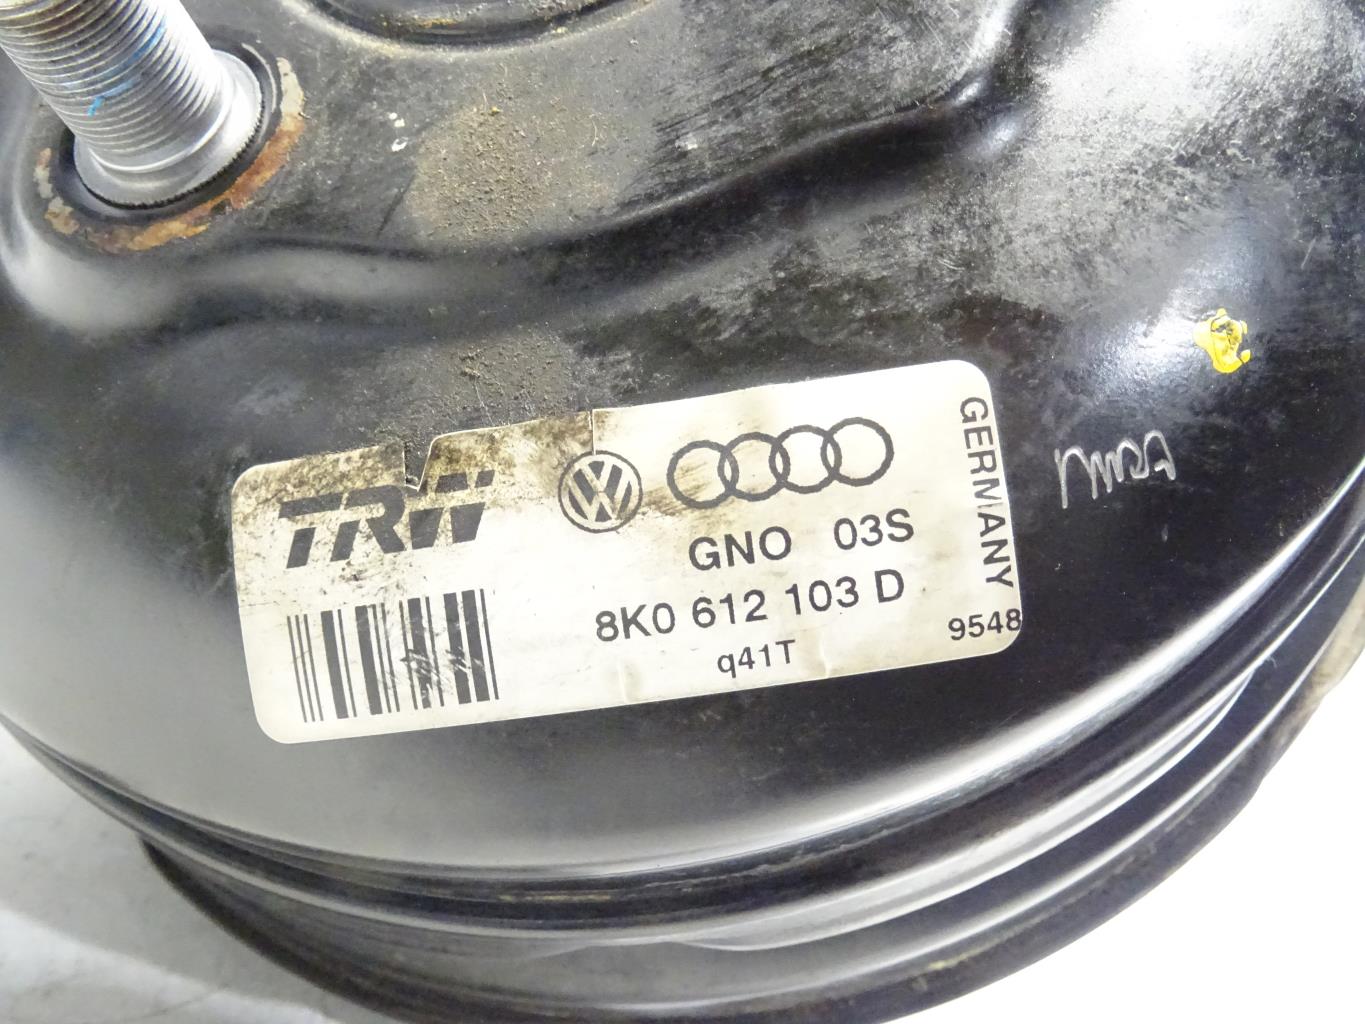 TRW
GNO 03S
8K0 612 103 D
q41T
GERMANY
9548